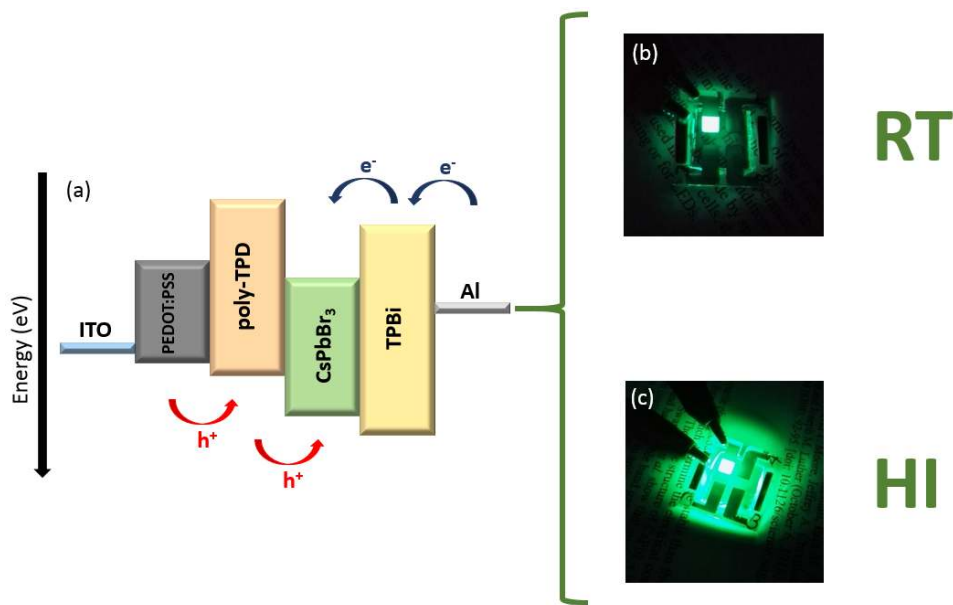 (a)
Energy (eV)
ITO
PEDOT:PSS
poly-TPD
CsPbBr₃
TPBi
Al
e⁻
e⁻
h⁺
h⁺
(b)
RT
(c)
HI